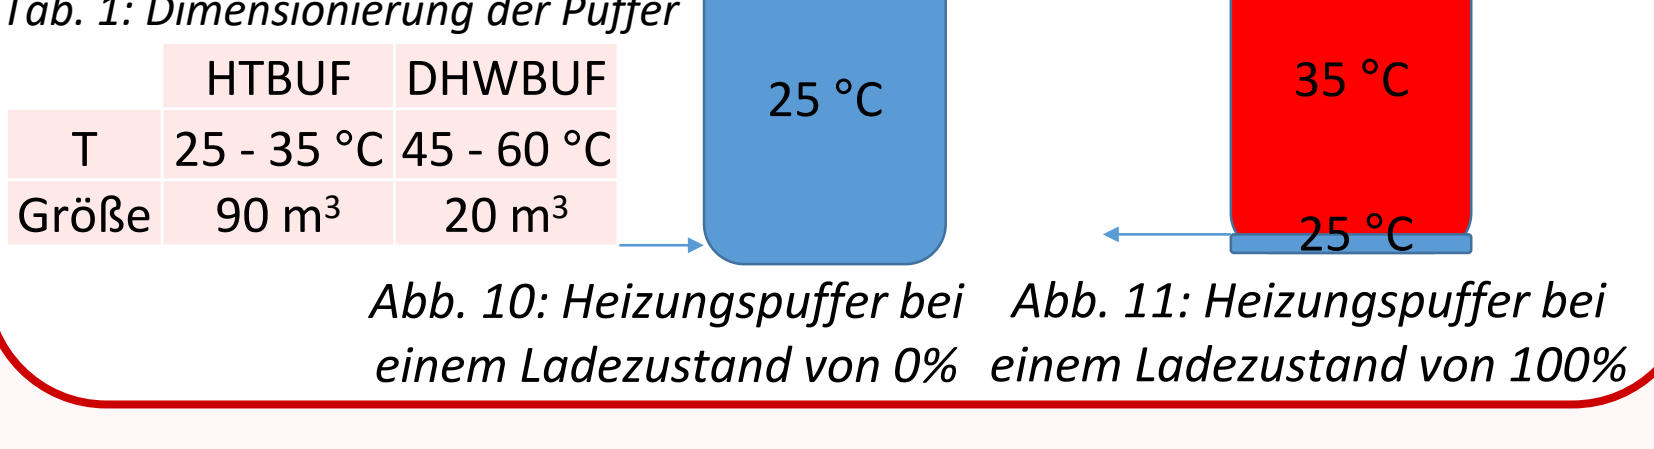 Tab. 1: Dimensionierung der Puffer
HTBUF DHWBUF
T 25 - 35 °C 45 - 60 °C
Größe 90 m³ 20 m³
25 °C
35 °C
25 °C
Abb. 10: Heizungspuffer bei
einem Ladezustand von 0%
Abb. 11: Heizungspuffer bei
einem Ladezustand von 100%